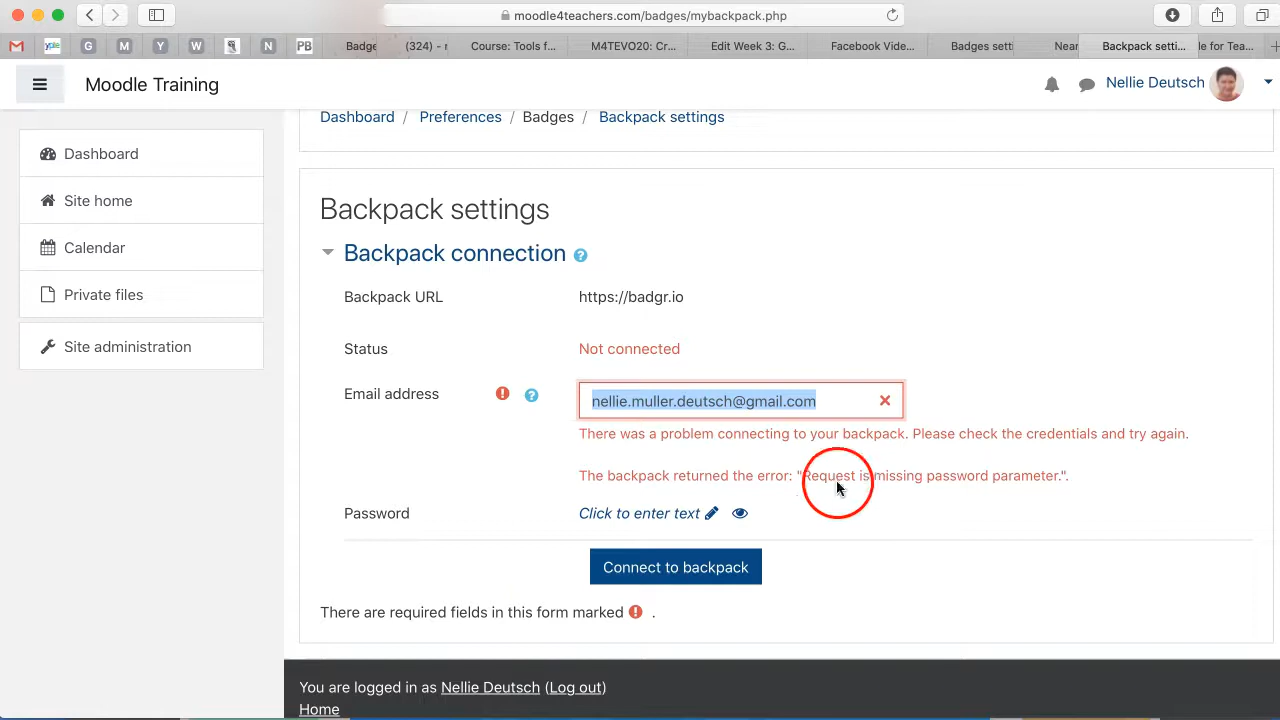 moodle4teachers.com/badges/mybackpack.php
yple G M Y W N PB Badges (324) - r Course: Tools f... M4TEVO20: Cr... Edit Week 3: G... Facebook Vide... Badges setti Near Backpack setti... le for Tea...
Moodle Training
Nellie Deutsch
Dashboard / Preferences / Badges / Backpack settings
Dashboard
Site home
Calendar
Private files
Site administration
Backpack settings
Backpack connection
Backpack URL https://badgr.io
Status Not connected
Email address nellie.muller.deutsch@gmail.com
There was a problem connecting to your backpack. Please check the credentials and try again.
The backpack returned the error: "Request is missing password parameter.".
Password Click to enter text
Connect to backpack
There are required fields in this form marked .
You are logged in as Nellie Deutsch (Log out)
Home